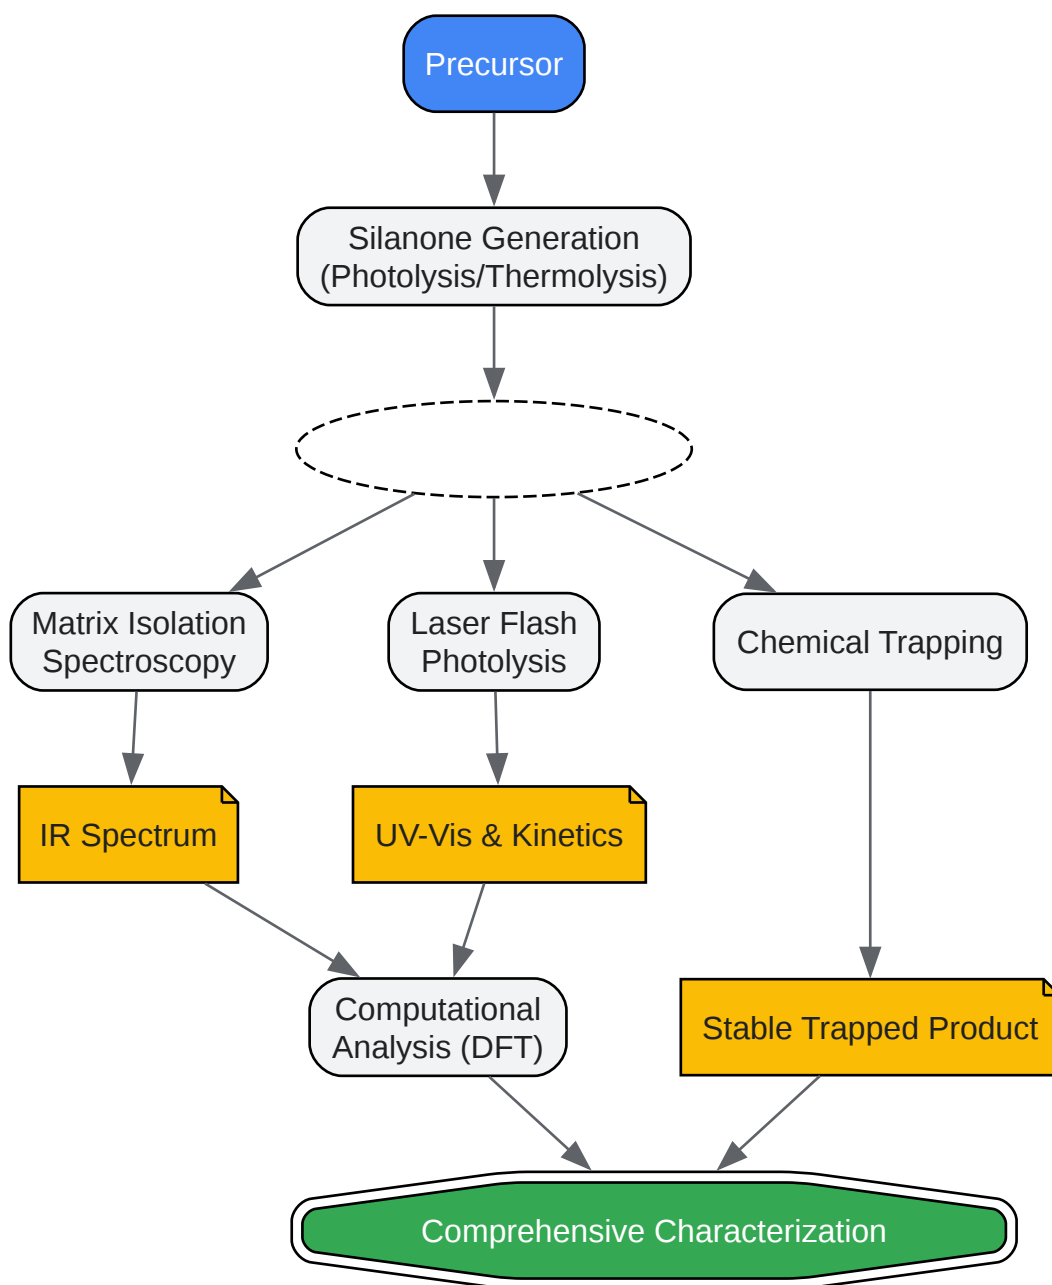 Precursor
Silanone Generation
(Photolysis/Thermolysis)
Matrix Isolation
Spectroscopy
Laser Flash
Photolysis
Chemical Trapping
IR Spectrum
UV-Vis & Kinetics
Computational
Analysis (DFT)
Stable Trapped Product
Comprehensive Characterization